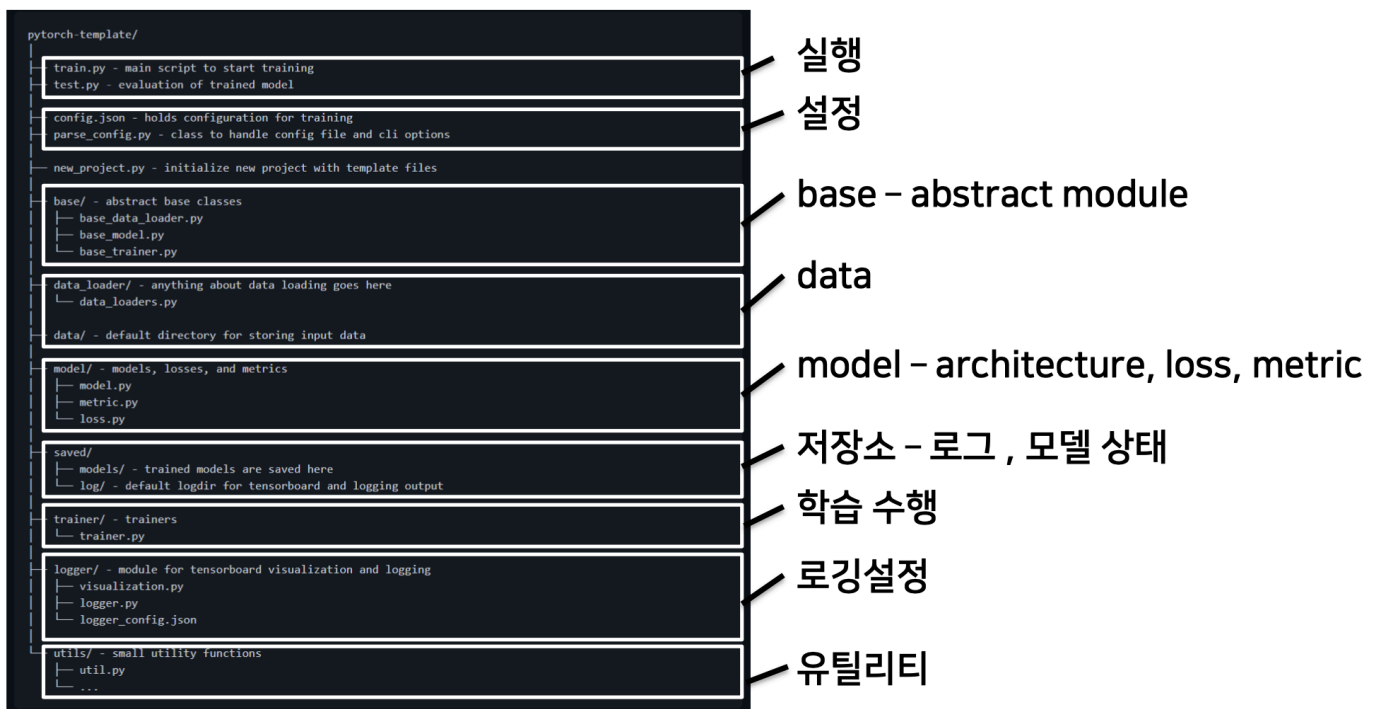 pytorch-template/
│
├── train.py - main script to start training
├── test.py - evaluation of trained model
│
├── config.json - holds configuration for training
├── parse_config.py - class to handle config file and cli options
│
├── new_project.py - initialize new project with template files
│
├── base/ - abstract base classes
│   ├── base_data_loader.py
│   ├── base_model.py
│   └── base_trainer.py
│
├── data_loader/ - anything about data loading goes here
│   └── data_loaders.py
│
├── data/ - default directory for storing input data
│
├── model/ - models, losses, and metrics
│   ├── model.py
│   ├── metric.py
│   └── loss.py
│
├── saved/
│   ├── models/ - trained models are saved here
│   └── log/ - default logdir for tensorboard and logging output
│
├── trainer/ - trainers
│   └── trainer.py
│
├── logger/ - module for tensorboard visualization and logging
│   ├── visualization.py
│   ├── logger.py
│   └── logger_config.json
│
└── utils/ - small utility functions
    ├── util.py
    └── ...
실행
설정
base – abstract module
data
model – architecture, loss, metric
저장소 – 로그 , 모델 상태
학습 수행
로깅설정
유틸리티